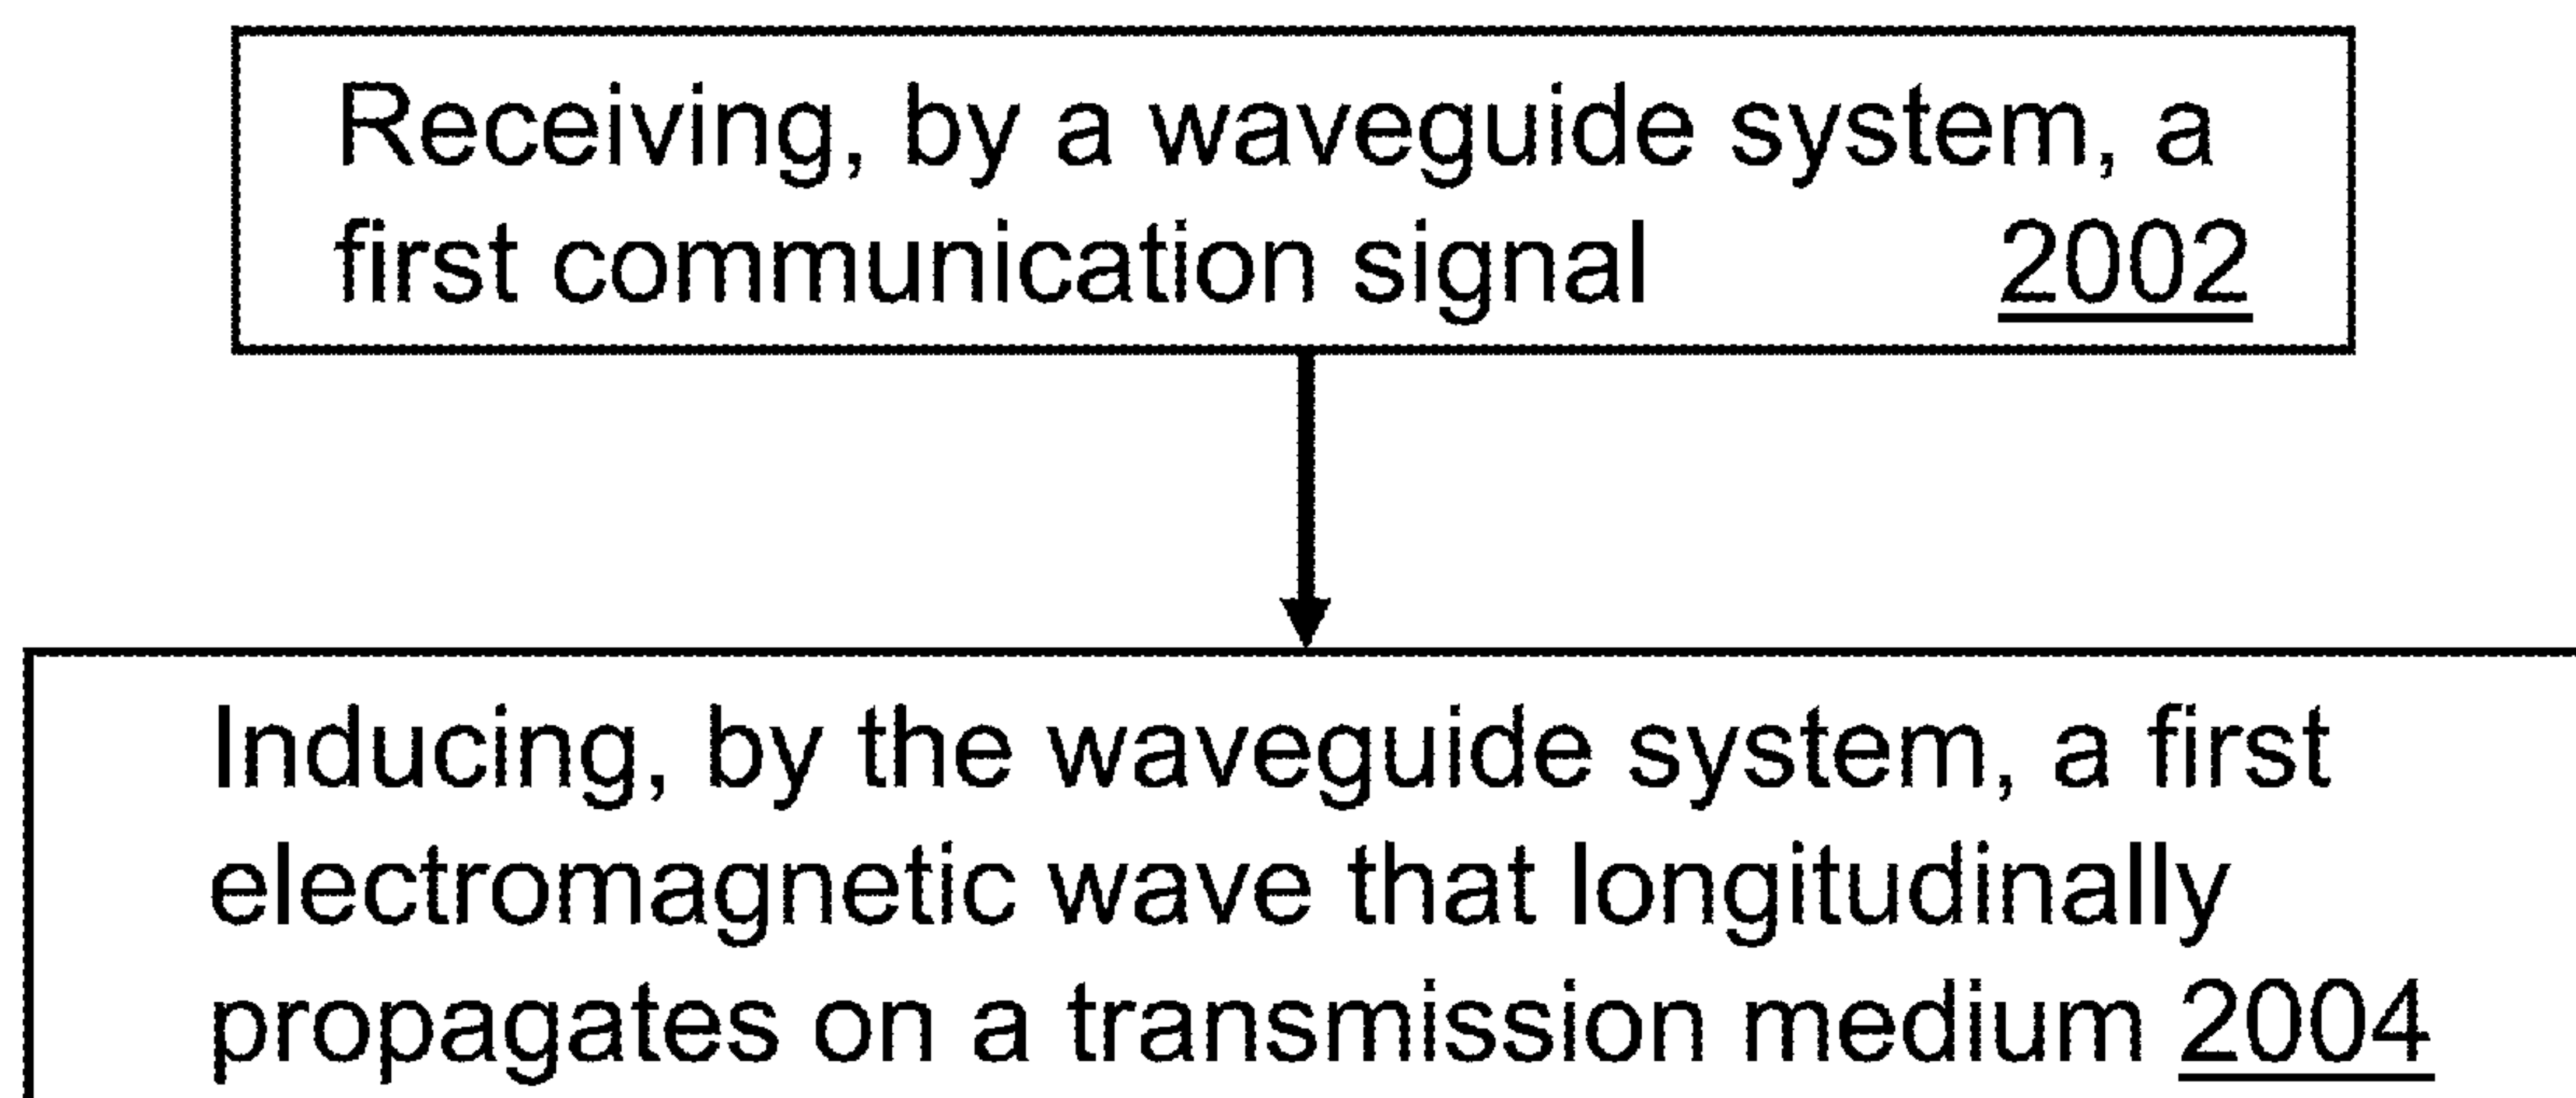 Receiving, by a waveguide system, a
first communication signal 2002
Inducing, by the waveguide system, a first
electromagnetic wave that longitudinally
propagates on a transmission medium 2004